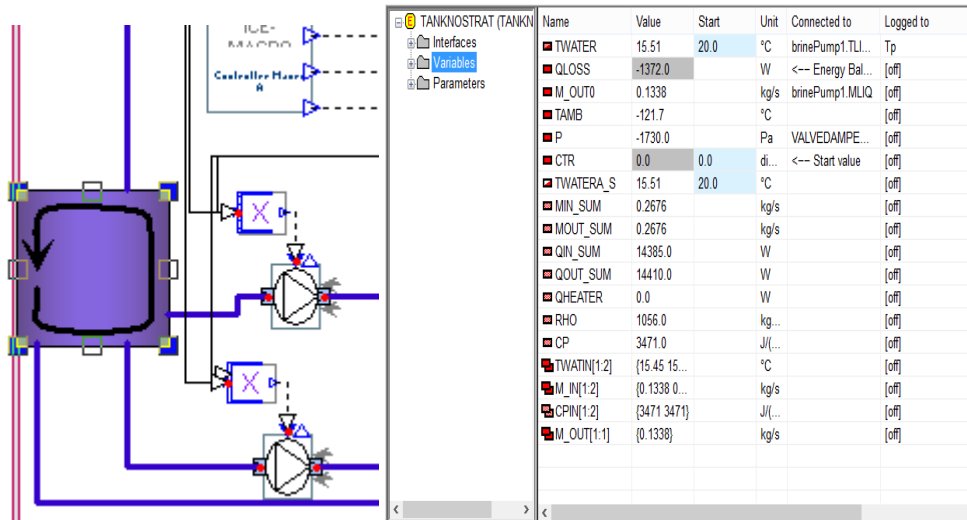 ICE-
MACRO
Controller Macro
A
X
X
TANKNOSTRAT (TANKN
Interfaces
Variables
Parameters
Name Value Start Unit Connected to Logged to
TWATER 15.51 20.0 °C brinePump1.TLI... Tp
QLOSS -1372.0 W <-- Energy Bal... [off]
M_OUT0 0.1338 kg/s brinePump1.MLIQ [off]
TAMB -121.7 °C [off]
P -1730.0 Pa VALVEDAMPE... [off]
CTR 0.0 0.0 di... <-- Start value [off]
TWATERA_S 15.51 20.0 °C [off]
MIN_SUM 0.2676 kg/s [off]
MOUT_SUM 0.2676 kg/s [off]
QIN_SUM 14385.0 W [off]
QOUT_SUM 14410.0 W [off]
QHEATER 0.0 W [off]
RHO 1056.0 kg... [off]
CP 3471.0 J/(... [off]
TWATIN[1:2] {15.45 15... °C [off]
M_IN[1:2] {0.1338 0... kg/s [off]
CPIN[1:2] {3471 3471} J/(... [off]
M_OUT[1:1] {0.1338} kg/s [off]